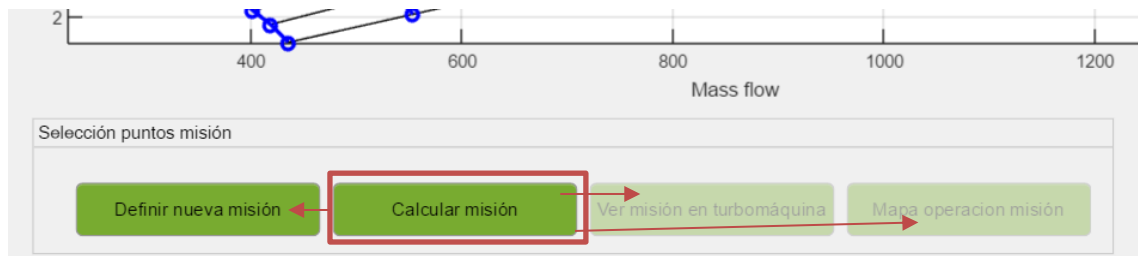 2
400 600 800 1000 1200
Mass flow
Selección puntos misión
Definir nueva misión Calcular misión Ver misión en turbomáquina Mapa operacion misión